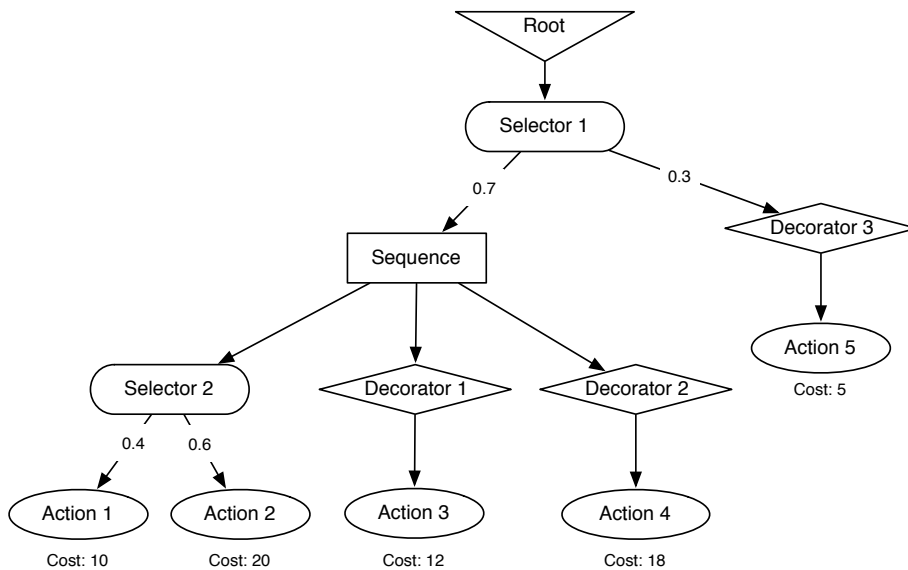 Root
Selector 1
0.7
0.3
Decorator 3
Sequence
Action 5
Selector 2
Decorator 1
Decorator 2
Cost: 5
0.4
0.6
Action 1
Action 2
Action 3
Action 4
Cost: 10
Cost: 20
Cost: 12
Cost: 18